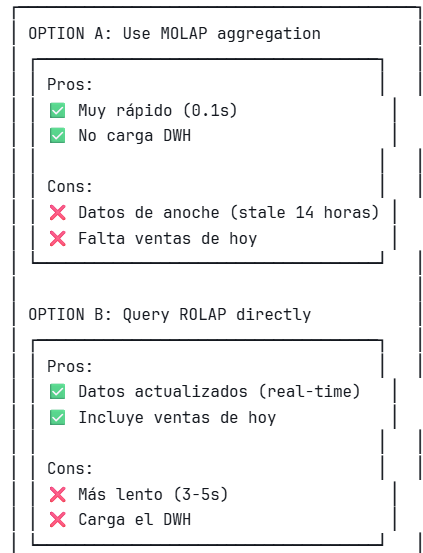 OPTION A: Use MOLAP aggregation
Pros:
✅ Muy rápido (0.1s)
✅ No carga DWH
Cons:
❌ Datos de anoche (stale 14 horas)
❌ Falta ventas de hoy
OPTION B: Query ROLAP directly
Pros:
✅ Datos actualizados (real-time)
✅ Incluye ventas de hoy
Cons:
❌ Más lento (3-5s)
❌ Carga el DWH